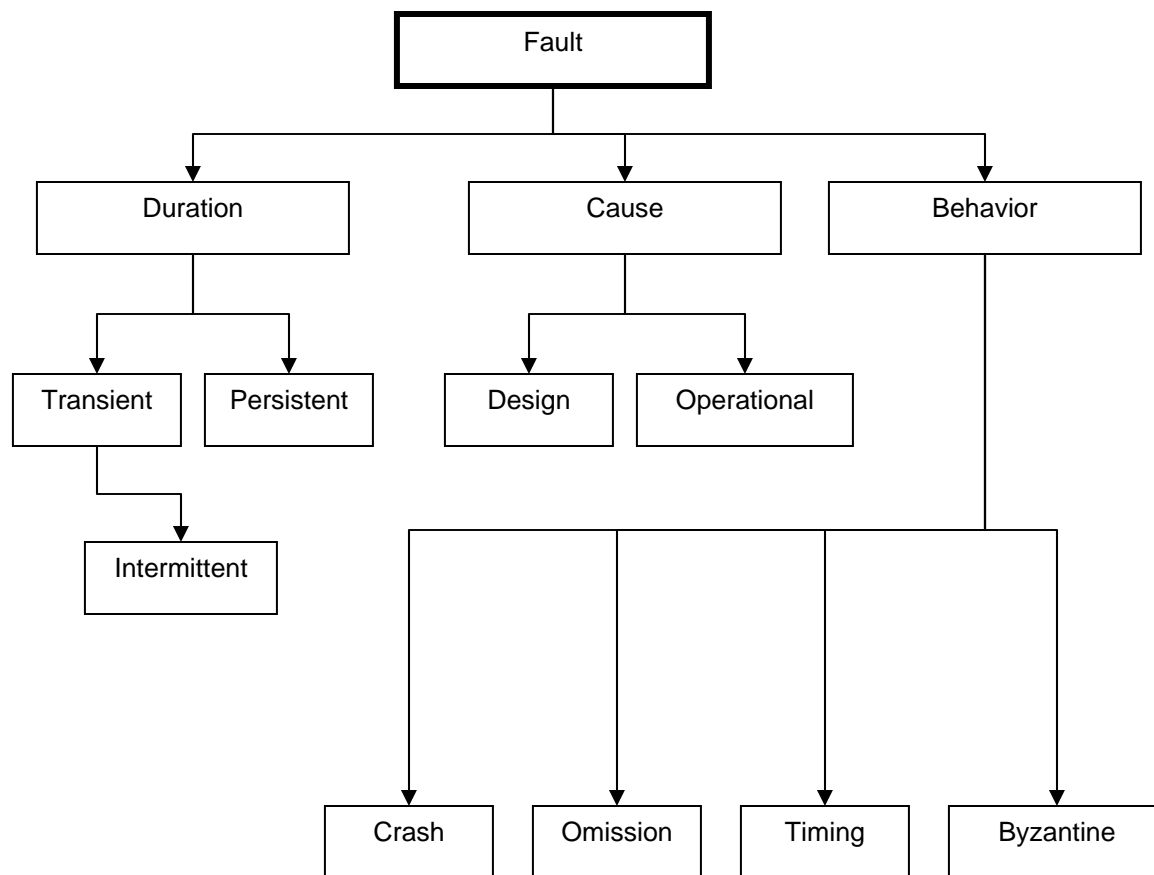 Fault
Duration
Cause
Behavior
Transient
Persistent
Design
Operational
Intermittent
Crash
Omission
Timing
Byzantine